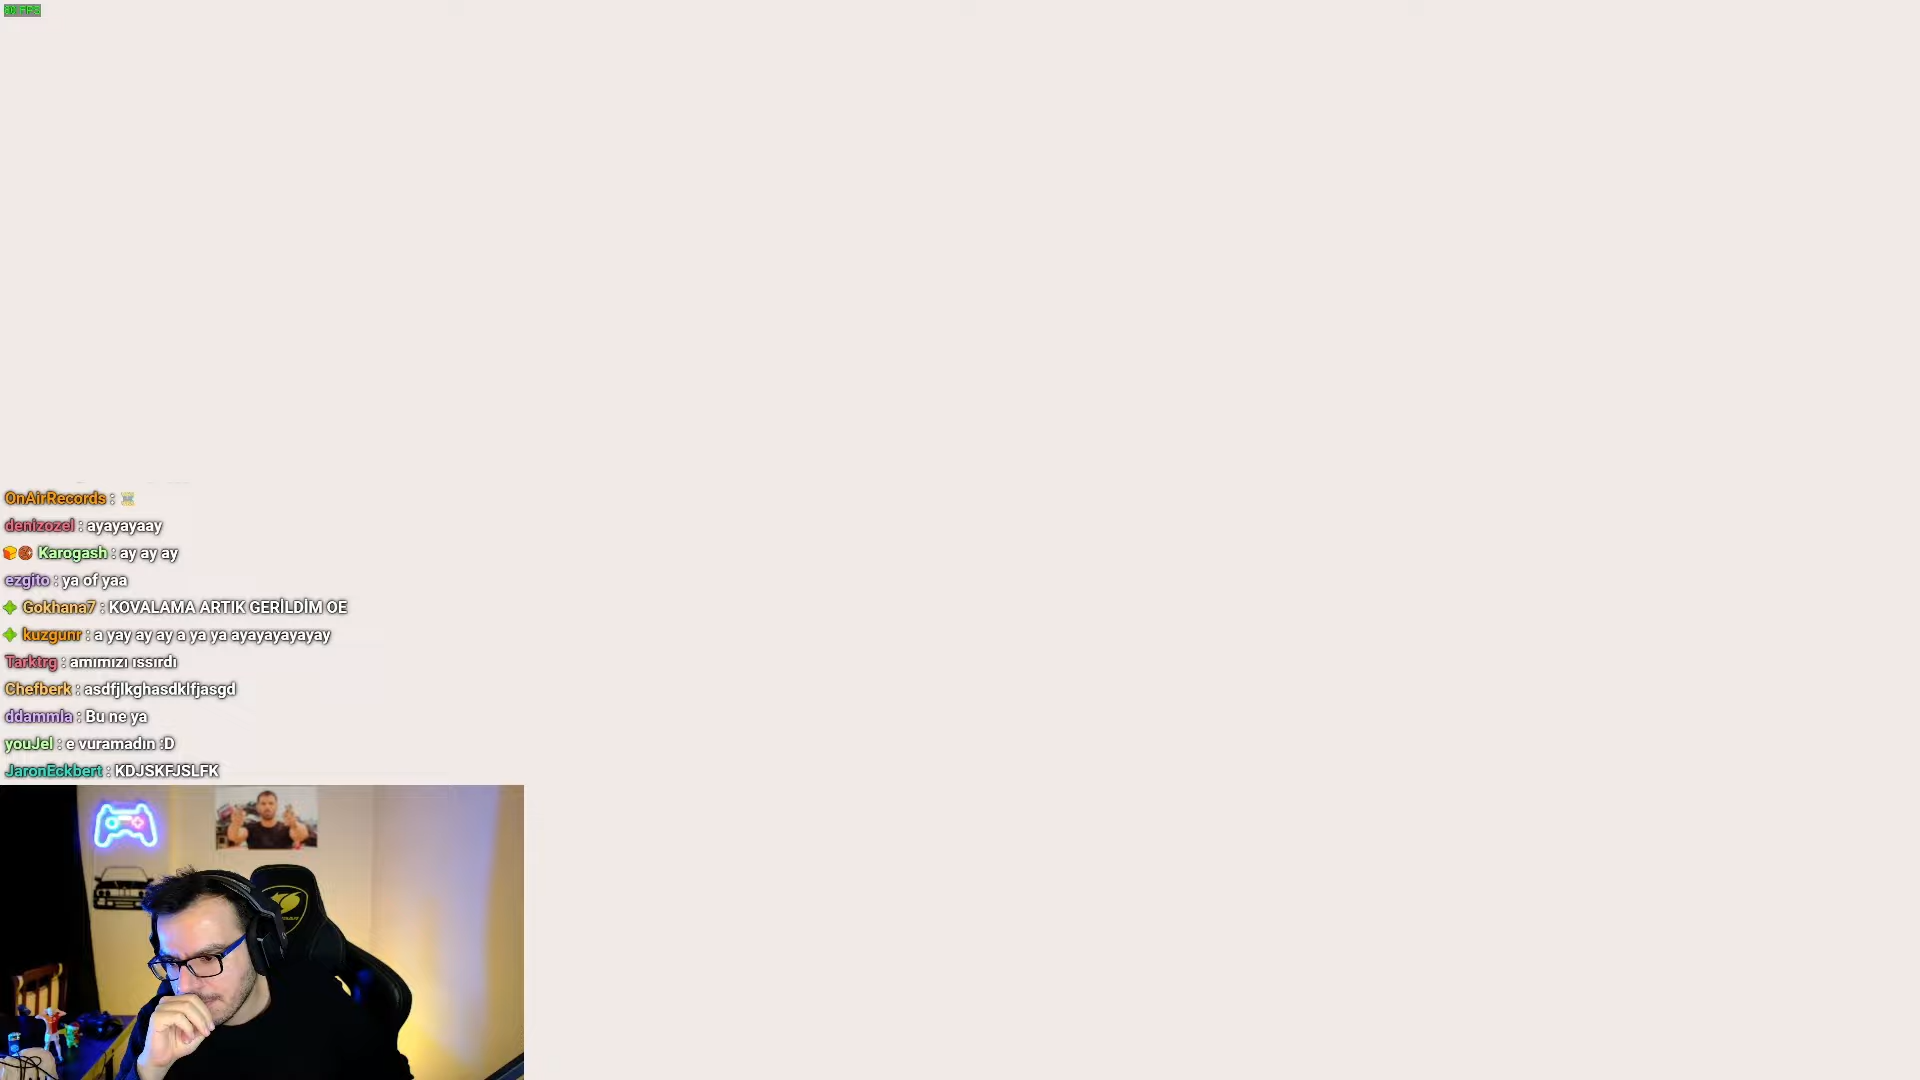 OnAirRecords :
denizozel : ayayayaay
Karogash : ay ay ay
ezgito : ya of yaa
Gokhana7 : KOVALAMA ARTIK GERİLDİM OE
kuzgunr : a yay ay ay a ya ya ayayayayayay
Tarktrg : amımızı ıssırdı
Chefberk : asdfjlkghasdklfjasgd
ddammla : Bu ne ya
youJel : e vuramadın :D
JaronEckbert : KDJSKFJSLFK